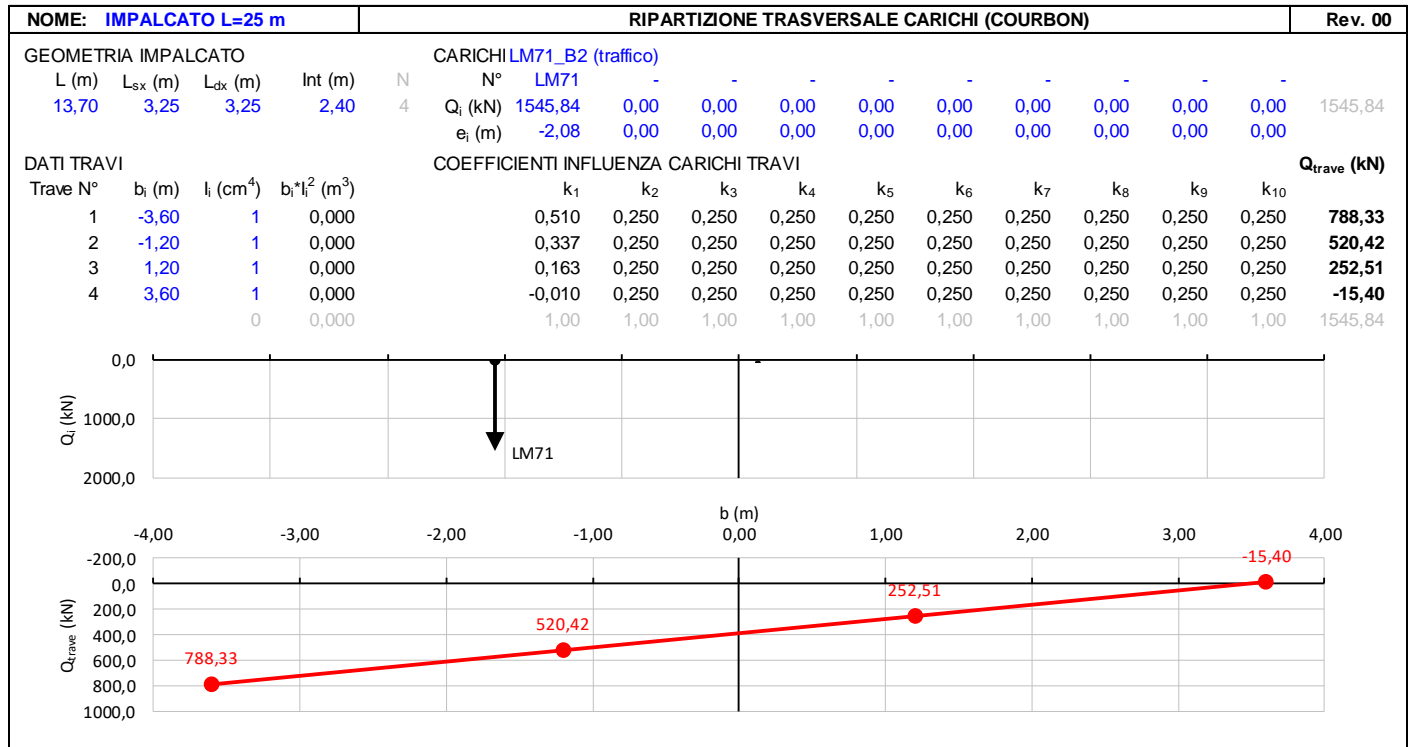 NOME: IMPALCATO L=25 m RIPARTIZIONE TRASVERSALE CARICHI (COURBON) Rev. 00
GEOMETRIA IMPALCATO CARICHI LM71_B2 (traffico)
L (m) Lsx (m) Ldx (m) Int (m) N N° LM71 - - - - - - - - -
13,70 3,25 3,25 2,40 4 Qi (kN) 1545,84 0,00 0,00 0,00 0,00 0,00 0,00 0,00 0,00 0,00 1545,84
ei (m) -2,08 0,00 0,00 0,00 0,00 0,00 0,00 0,00 0,00 0,00
DATI TRAVI COEFFICIENTI INFLUENZA CARICHI TRAVI Qtrave (kN)
Trave N° bi (m) Ii (cm4) bi*Ii2 (m3) k1 k2 k3 k4 k5 k6 k7 k8 k9 k10
1 -3,60 1 0,000 0,510 0,250 0,250 0,250 0,250 0,250 0,250 0,250 0,250 0,250 788,33
2 -1,20 1 0,000 0,337 0,250 0,250 0,250 0,250 0,250 0,250 0,250 0,250 0,250 520,42
3 1,20 1 0,000 0,163 0,250 0,250 0,250 0,250 0,250 0,250 0,250 0,250 0,250 252,51
4 3,60 1 0,000 -0,010 0,250 0,250 0,250 0,250 0,250 0,250 0,250 0,250 0,250 -15,40
0 0,000 1,00 1,00 1,00 1,00 1,00 1,00 1,00 1,00 1,00 1,00 1545,84
0,0
-
Qi (kN)
1000,0
LM71
2000,0
b (m)
-4,00 -3,00 -2,00 -1,00 0,00 1,00 2,00 3,00 4,00
-200,0
-15,40
0,0
252,51
200,0
Qtrave (kN)
520,42
400,0
788,33
600,0
800,0
1000,0